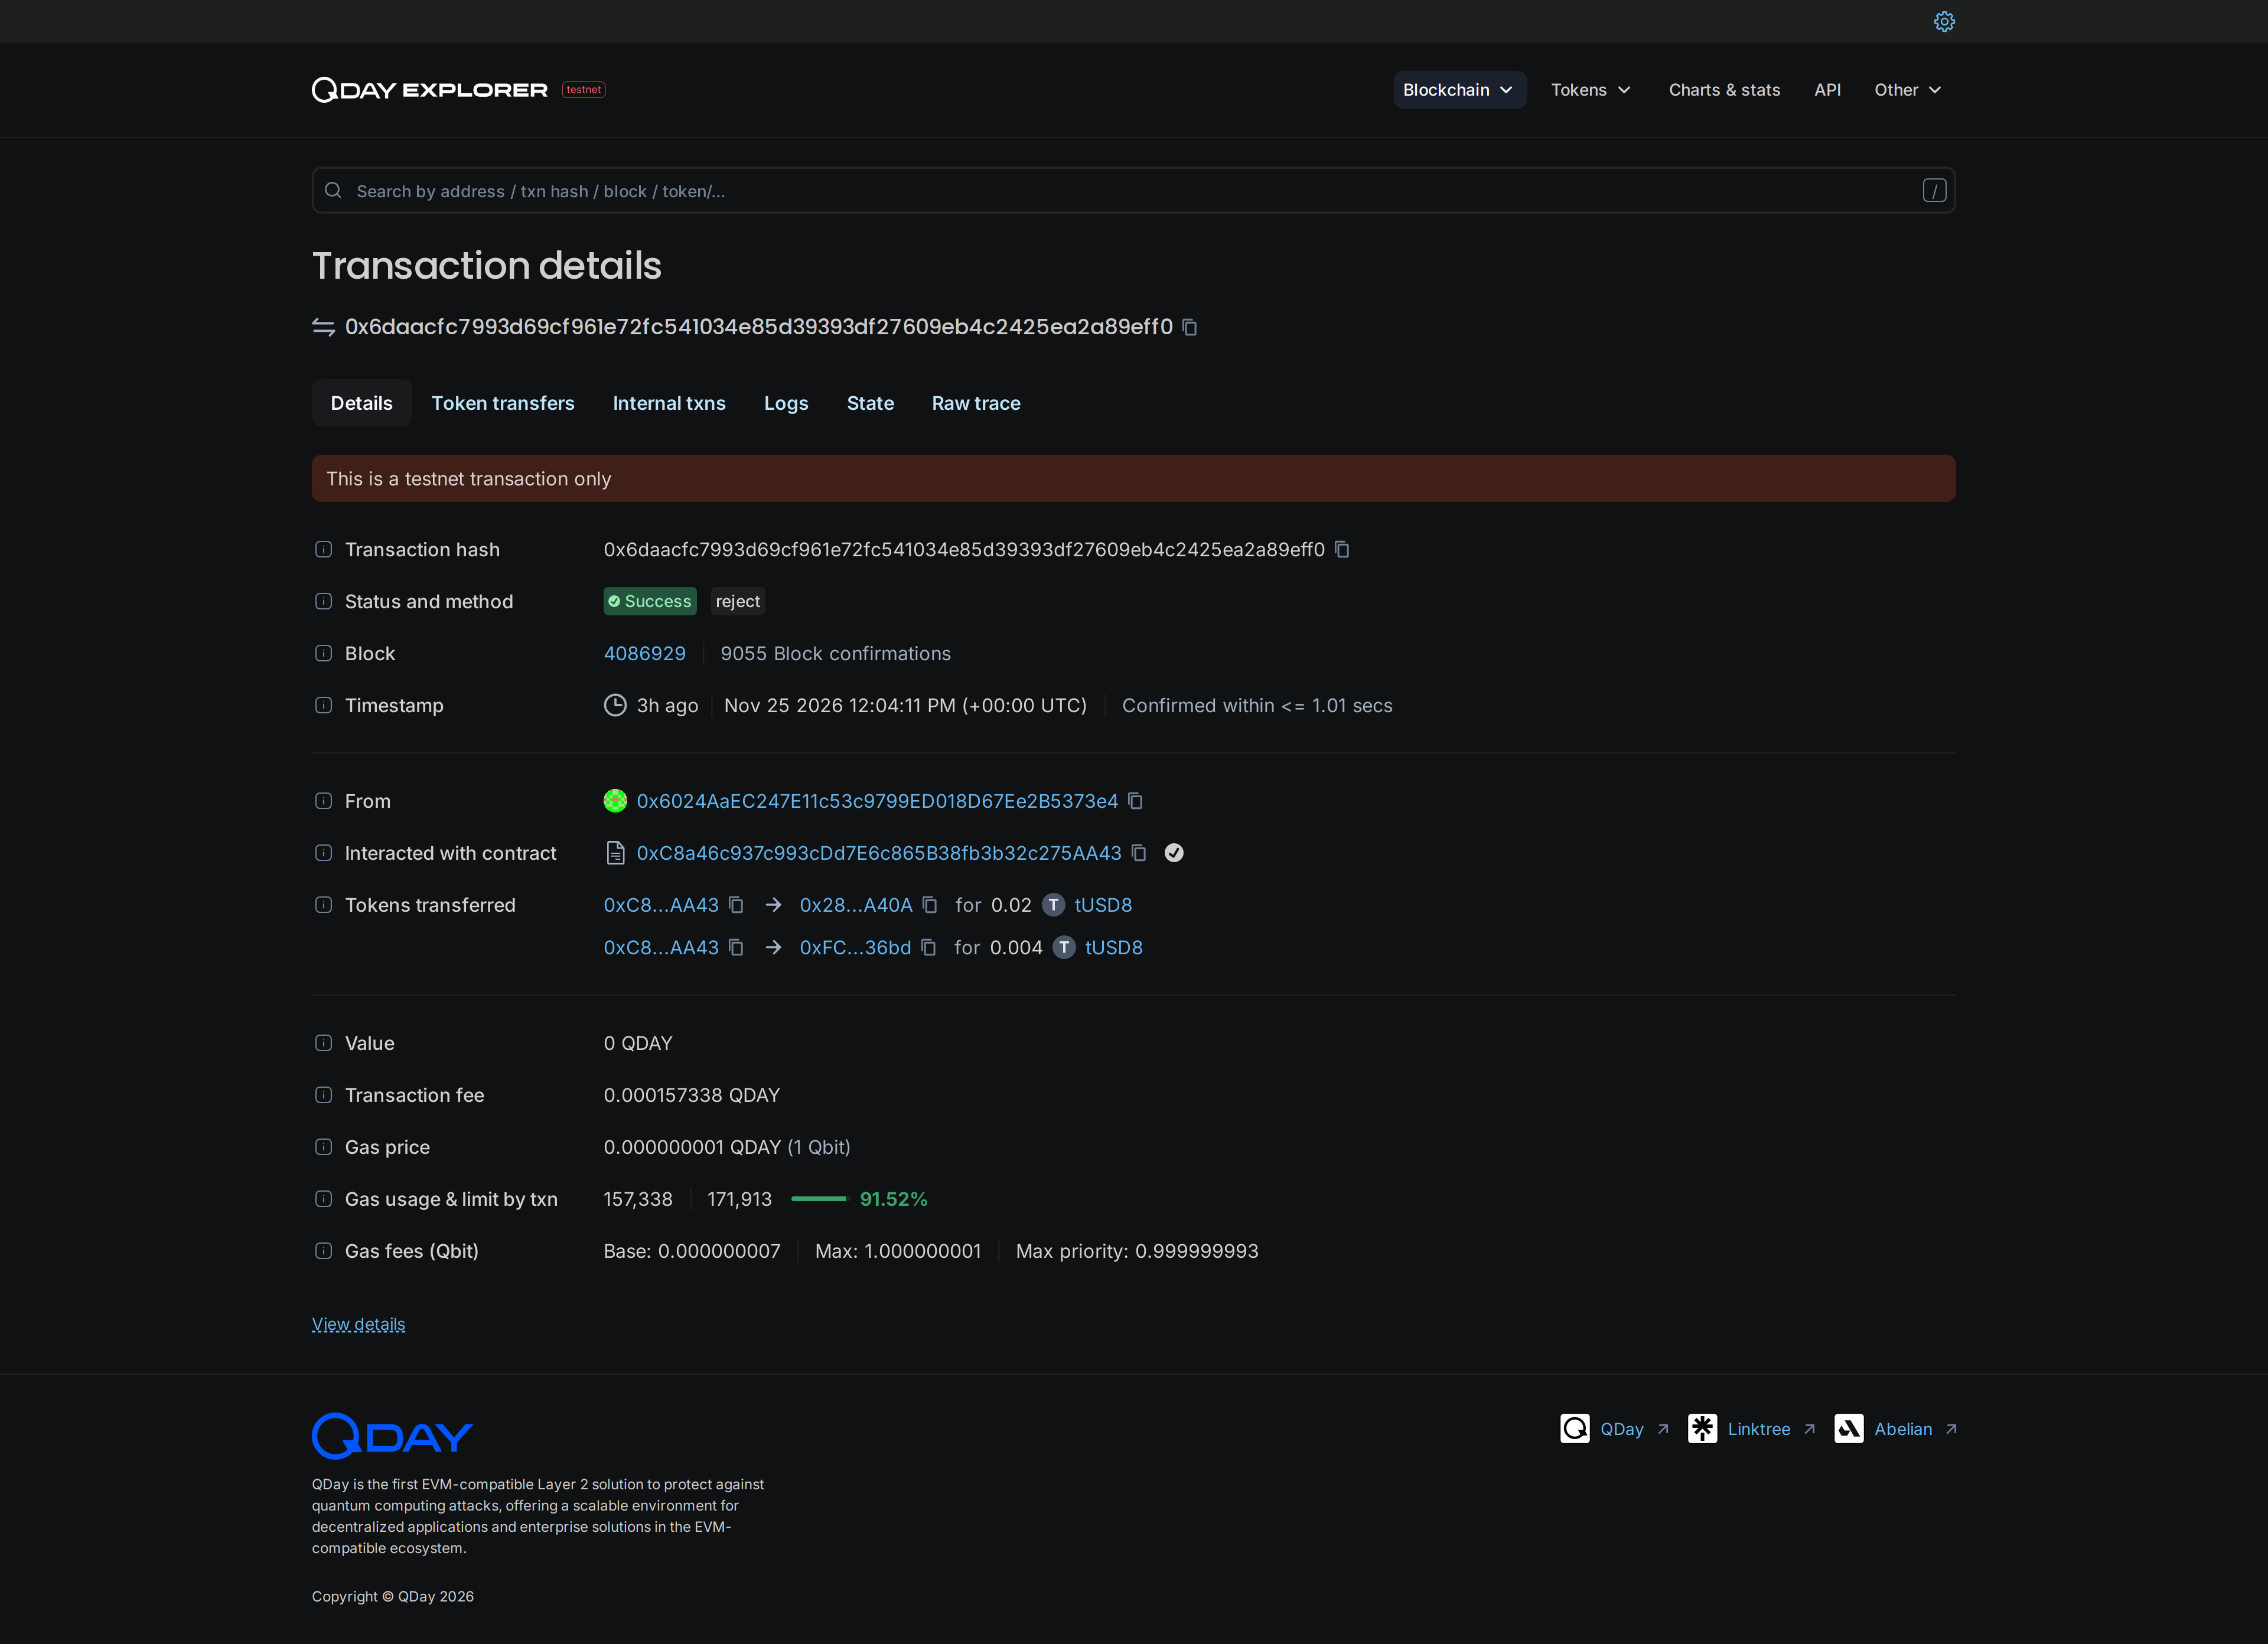 QDAY EXPLORER testnet
Blockchain Tokens Charts & stats API Other
Search by address / txn hash / block / token/... /
Transaction details
0x6daacfc7993d69cf961e72fc541034e85d39393df27609eb4c2425ea2a89eff0
Details Token transfers Internal txns Logs State Raw trace
This is a testnet transaction only
Transaction hash 0x6daacfc7993d69cf961e72fc541034e85d39393df27609eb4c2425ea2a89eff0
Status and method Success reject
Block 4086929 9055 Block confirmations
Timestamp 3h ago Nov 25 2026 12:04:11 PM (+00:00 UTC) Confirmed within <= 1.01 secs
From 0x6024AaEC247E11c53c9799ED018D67Ee2B5373e4
Interacted with contract 0xC8a46c937c993cDd7E6c865B38fb3b32c275AA43
Tokens transferred 0xC8...AA43 → 0x28...A40A for 0.02 T tUSD8
0xC8...AA43 → 0xFC...36bd for 0.004 T tUSD8
Value 0 QDAY
Transaction fee 0.000157338 QDAY
Gas price 0.000000001 QDAY (1 Qbit)
Gas usage & limit by txn 157,338 171,913 91.52%
Gas fees (Qbit) Base: 0.000000007 Max: 1.000000001 Max priority: 0.999999993
View details
QDAY
QDay Linktree Abelian
QDay is the first EVM-compatible Layer 2 solution to protect against
quantum computing attacks, offering a scalable environment for
decentralized applications and enterprise solutions in the EVM-
compatible ecosystem.
Copyright © QDay 2026